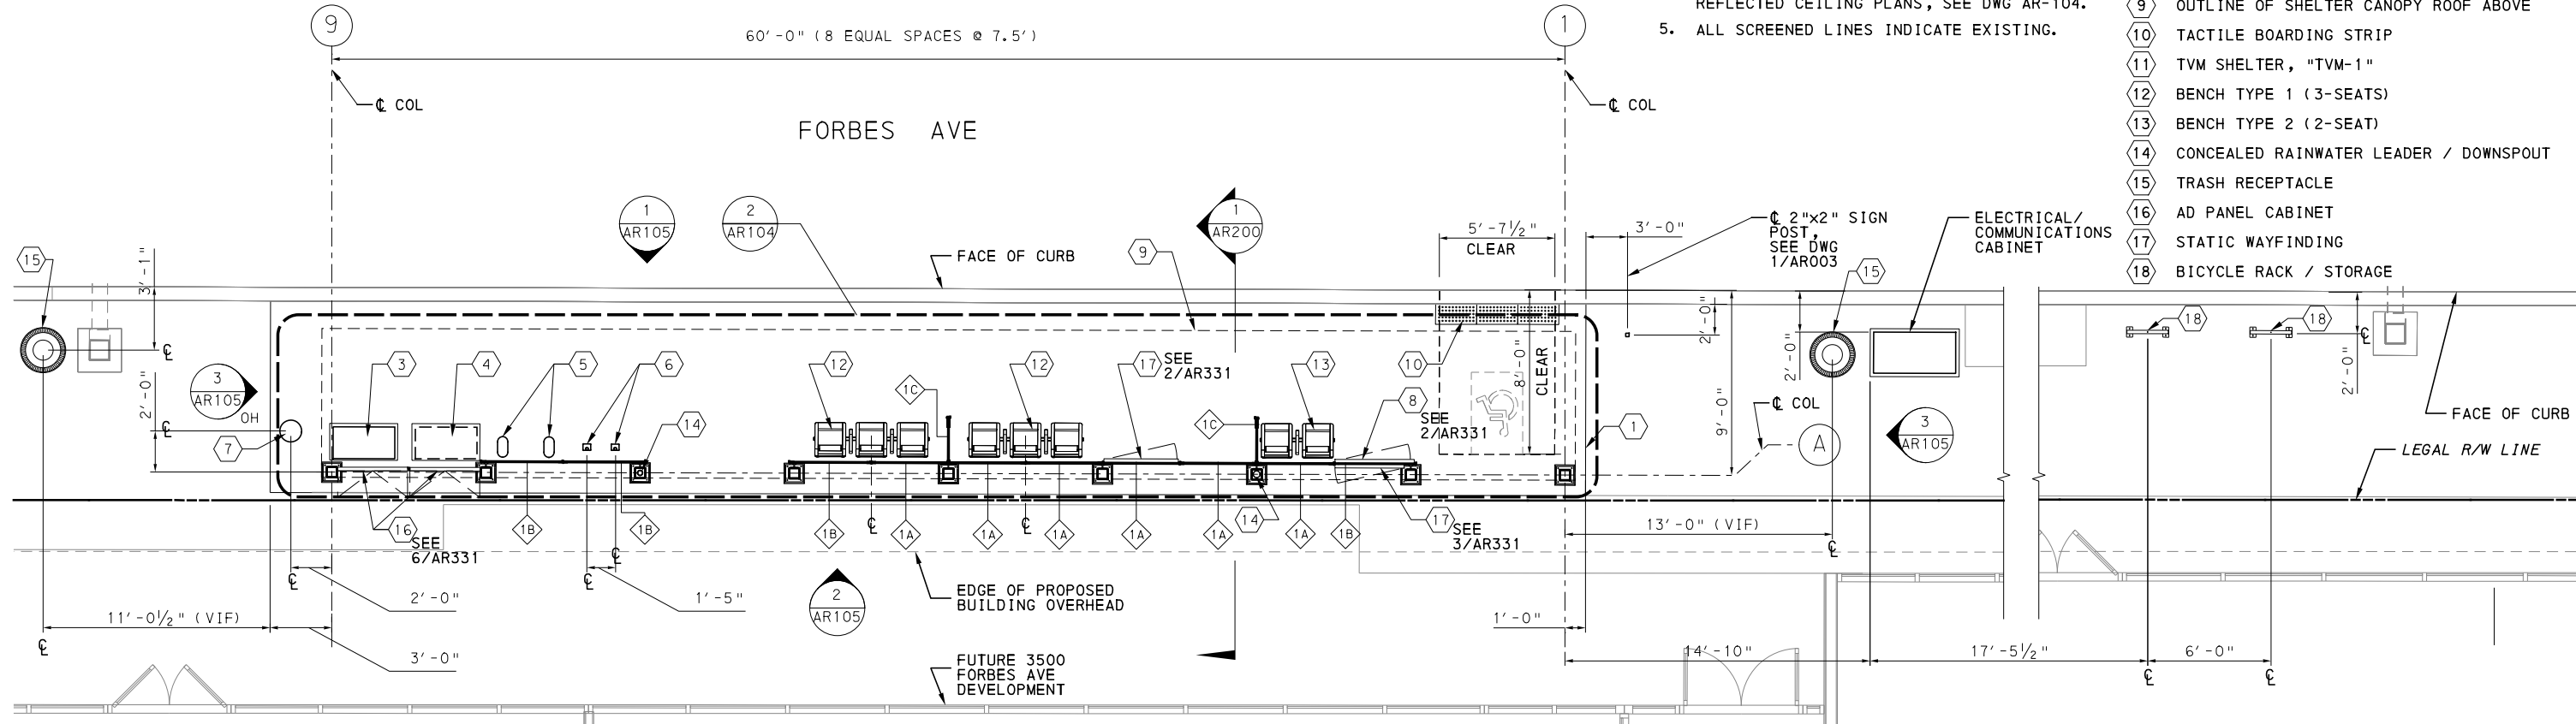 REFLECTED CEILING PLANS, SEE DWG AR-104.
5. ALL SCREENED LINES INDICATE EXISTING.
9 OUTLINE OF SHELTER CANOPY ROOF ABOVE
10 TACTILE BOARDING STRIP
11 TVM SHELTER, "TVM-1"
12 BENCH TYPE 1 (3-SEATS)
13 BENCH TYPE 2 (2-SEAT)
14 CONCEALED RAINWATER LEADER / DOWNSPOUT
15 TRASH RECEPTACLE
16 AD PANEL CABINET
17 STATIC WAYFINDING
18 BICYCLE RACK / STORAGE
9
60'-0" (8 EQUAL SPACES @ 7.5')
1
℄ COL
℄ COL
FORBES AVE
1
AR105
2
AR104
1
AR200
FACE OF CURB
9
5'-7½"
CLEAR
3'-0"
℄ 2"x2" SIGN
POST,
SEE DWG
1/AR003
ELECTRICAL/
COMMUNICATIONS
CABINET
15
15
3'-1"
℄
3
AR105
OH
2'-0"
℄
7
3
4
5
6
14
12
1C
12
17
SEE
2/AR331
1C
13
8
SEE
2/AR331
10
8'-0"
CLEAR
1
2'-0"
9'-0"
2'-0"
℄ COL
A
3
AR105
18
18
℄
2'-0"
FACE OF CURB
LEGAL R/W LINE
16
SEE
6/AR331
1B
1B
1B
℄
1A
1A
℄
1A
1A
1A
14
1A
1B
17
SEE
3/AR331
13'-0" (VIF)
℄
℄
℄
℄
2'-0"
1'-5"
2
AR105
EDGE OF PROPOSED
BUILDING OVERHEAD
11'-0½" (VIF)
℄
3'-0"
1'-0"
FUTURE 3500
FORBES AVE
DEVELOPMENT
14'-10"
17'-5½"
6'-0"
℄
℄